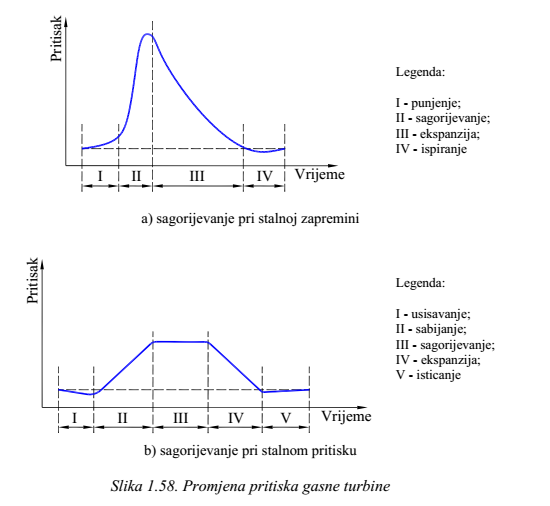 Pritisak
Legenda:
I - punjenje;
II - sagorijevanje;
III - ekspanzija;
IV - ispiranje
I II III IV Vrijeme
a) sagorijevanje pri stalnoj zapremini
Pritisak
Legenda:
I - usisavanje;
II - sabijanje;
III - sagorijevanje;
IV - ekspanzija;
V - isticanje
I II III IV V Vrijeme
b) sagorijevanje pri stalnom pritisku
Slika 1.58. Promjena pritiska gasne turbine